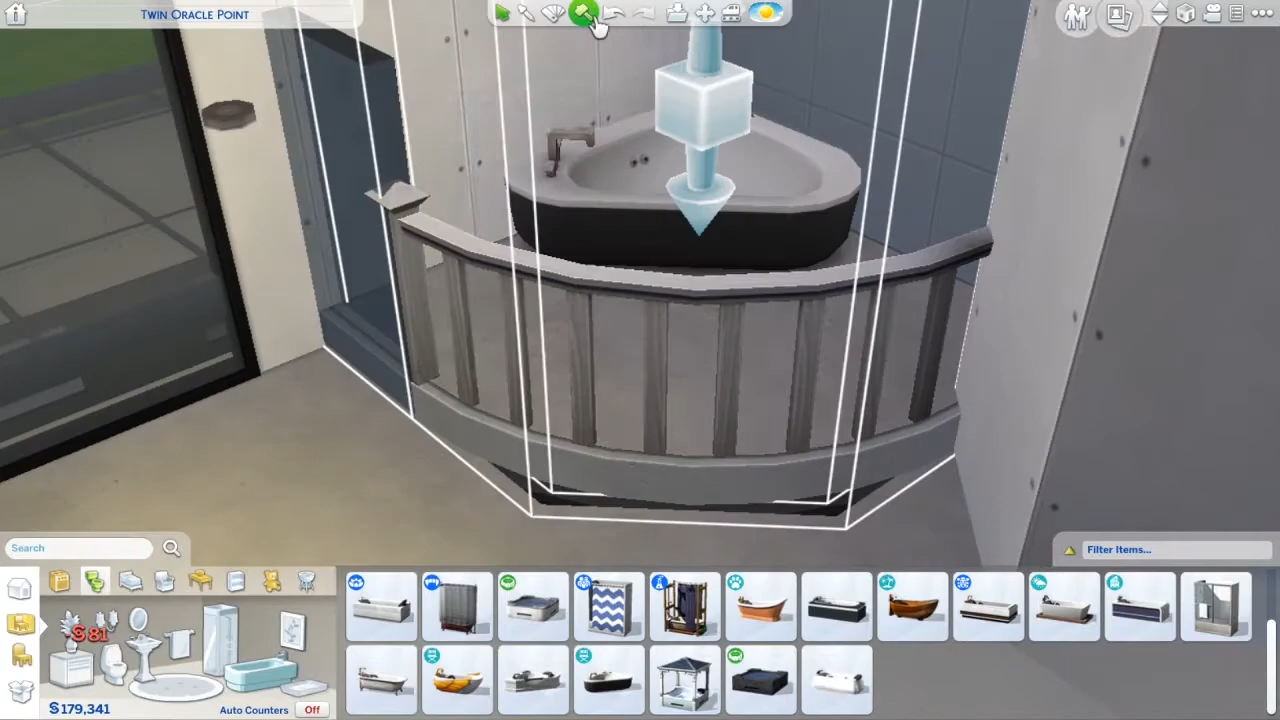 TWIN ORACLE POINT
Search
Filter Items...
§81
§179,341
Auto Counters
Off